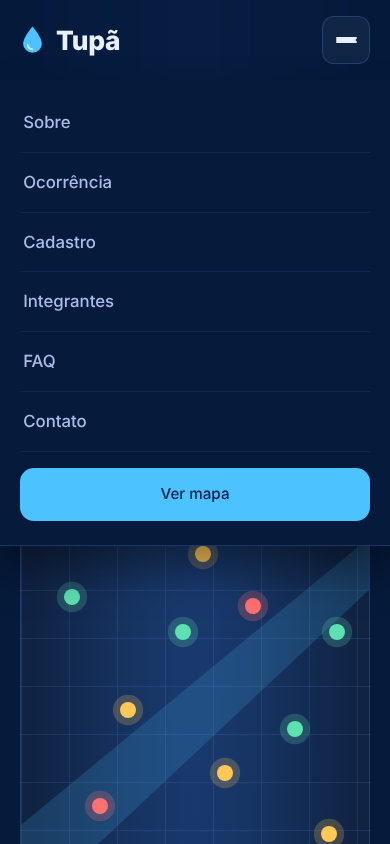 Tupã
Sobre
Ocorrência
Cadastro
Integrantes
FAQ
Contato
Ver mapa